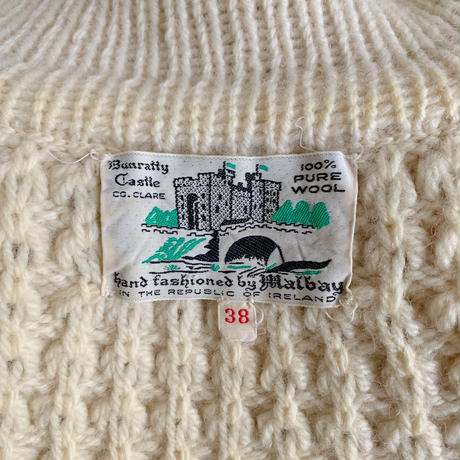 Bunratty
Castle
CO. CLARE
100%
PURE
WOOL
hand fashioned by Malbay
IN THE REPUBLIC OF IRELAND
38